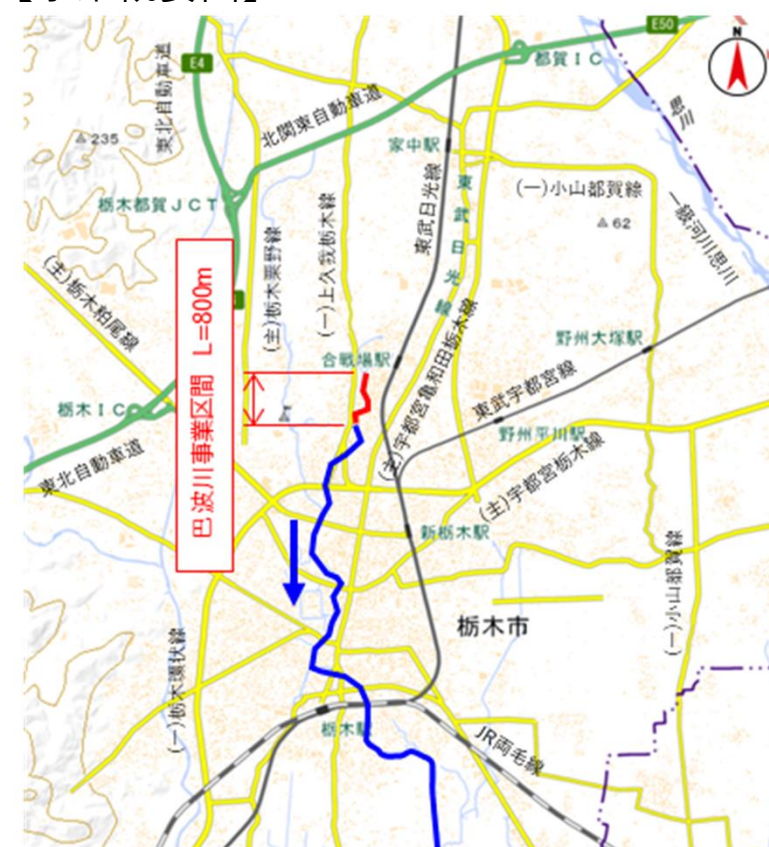 E50
N
都賀ＩＣ
E4
思川
東北自動車道
北関東自動車道
235
家中駅
東武日光線
東武日光線
(一)小山都賀線
栃木都賀ＪＣＴ
62
一級河川思川
(主)栃木粟野線
(一)上久我栃木線
(主)栃木粕尾線
巴波川事業区間　L=800m
合戦場駅
野州大塚駅
(主)宇都宮亀和田栃木線
東武宇都宮線
栃木ＩＣ
野州平川駅
東北自動車道
(主)宇都宮栃木線
新栃木駅
(一)小山都賀線
栃木市
(一)栃木環状線
栃木駅
JR両毛線